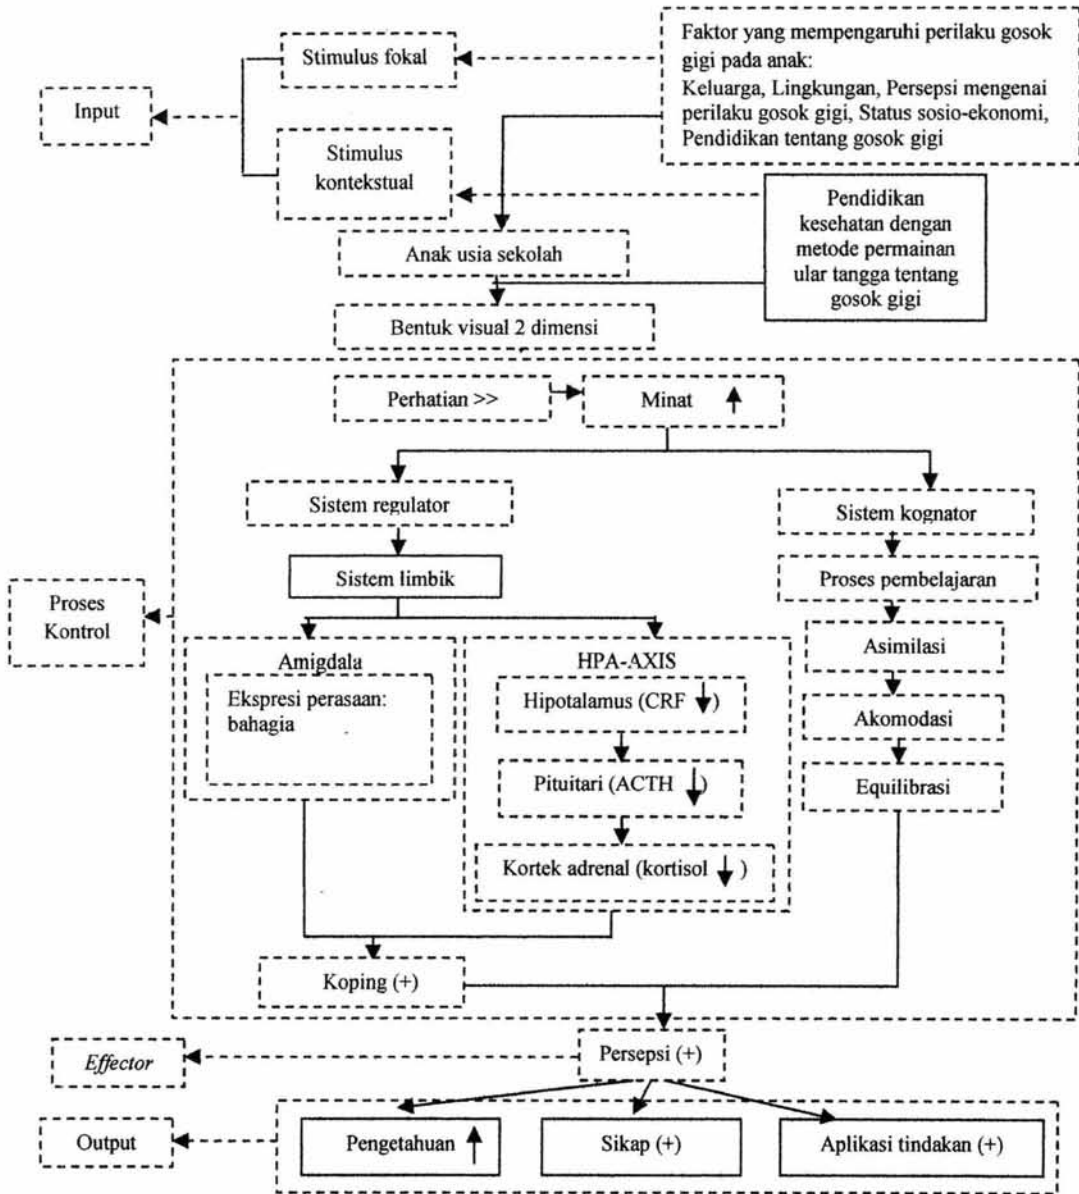 Faktor yang mempengaruhi perilaku gosok
gigi pada anak:
Keluarga, Lingkungan, Persepsi mengenai
perilaku gosok gigi, Status sosio-ekonomi,
Pendidikan tentang gosok gigi
Stimulus fokal
Input
Stimulus
kontekstual
Pendidikan
kesehatan dengan
metode permainan
ular tangga tentang
gosok gigi
Anak usia sekolah
Bentuk visual 2 dimensi
Perhatian >>
Minat ↑
Sistem regulator
Sistem kognator
Sistem limbik
Proses pembelajaran
Proses
Kontrol
Amigdala
Ekspresi perasaan:
bahagia
HPA-AXIS
Hipotalamus (CRF ↓)
Pituitari (ACTH ↓)
Kortek adrenal (kortisol ↓)
Asimilasi
Akomodasi
Equilibrasi
Koping (+)
Persepsi (+)
Effector
Output
Pengetahuan ↑
Sikap (+)
Aplikasi tindakan (+)